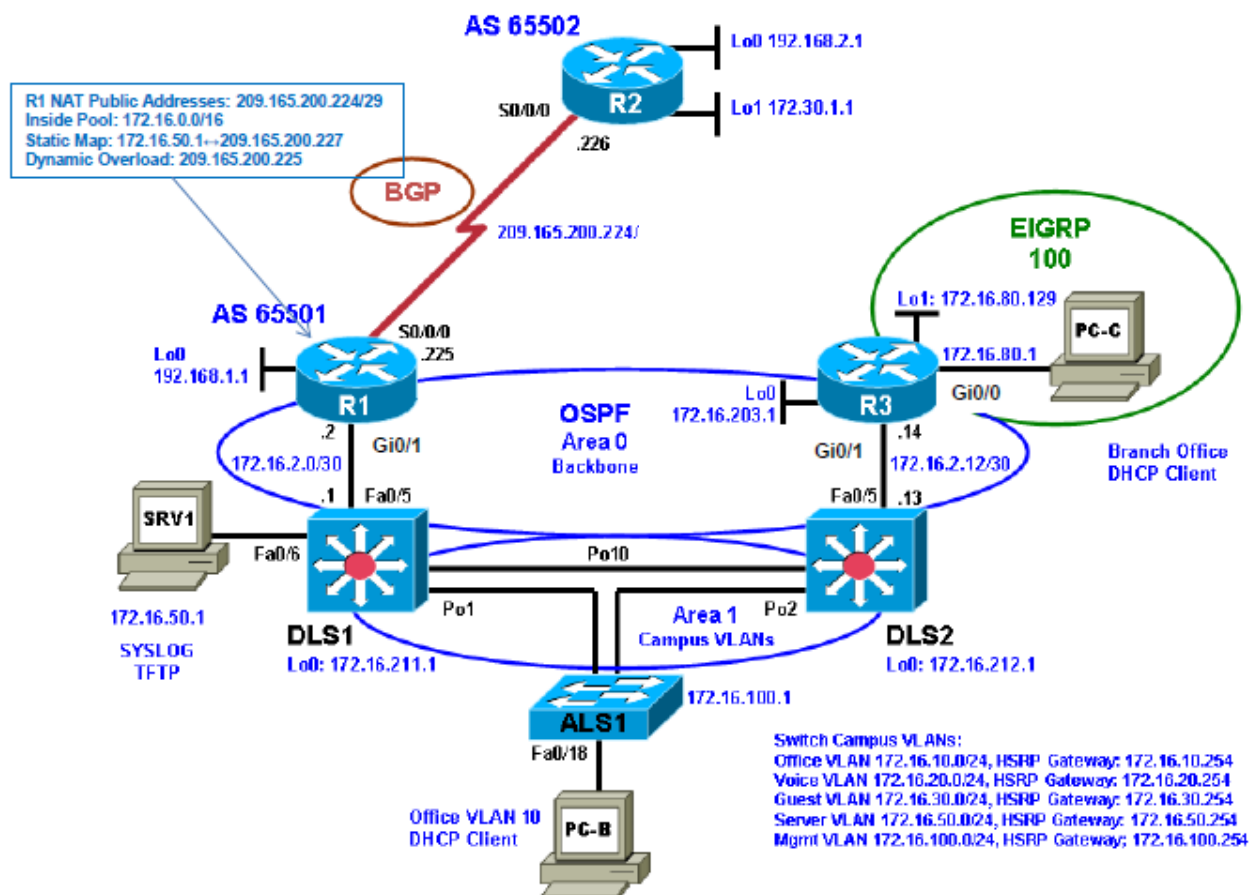 AS 65502
Lo0 192.168.2.1
R1 NAT Public Addresses: 209.165.200.224/29
Inside Pool: 172.16.0.0/16
Static Map: 172.16.50.1↔209.165.200.227
Dynamic Overload: 209.165.200.225
S0/0/0
R2
Lo1 172.30.1.1
.226
BGP
209.165.200.224/
EIGRP
100
AS 65501
Lo1: 172.16.80.129
PC-C
S0/0/0
.225
Lo0
192.168.1.1
172.16.80.1
R1
OSPF
Area 0
Backbone
Lo0
172.16.203.1
R3
Gi0/0
.2
Gi0/1
.14
Gi0/1
172.16.2.0/30
172.16.2.12/30
Branch Office
DHCP Client
.1
Fa0/5
Fa0/5
.13
SRV1
Fa0/6
Po10
172.16.50.1
Po1
Po2
Area 1
Campus VLANs
SYSLOG
TFTP
DLS1
Lo0: 172.16.211.1
DLS2
Lo0: 172.16.212.1
172.16.100.1
ALS1
Fa0/18
Office VLAN 10
DHCP Client
PC-B
Switch Campus VLANs:
Office VLAN 172.16.10.0/24, HSRP Gateway: 172.16.10.254
Voice VLAN 172.16.20.0/24, HSRP Gateway: 172.16.20.254
Guest VLAN 172.16.30.0/24, HSRP Gateway: 172.16.30.254
Server VLAN 172.16.50.0/24, HSRP Gateway: 172.16.50.254
Mgmt VLAN 172.16.100.0/24, HSRP Gateway; 172.16.100.254